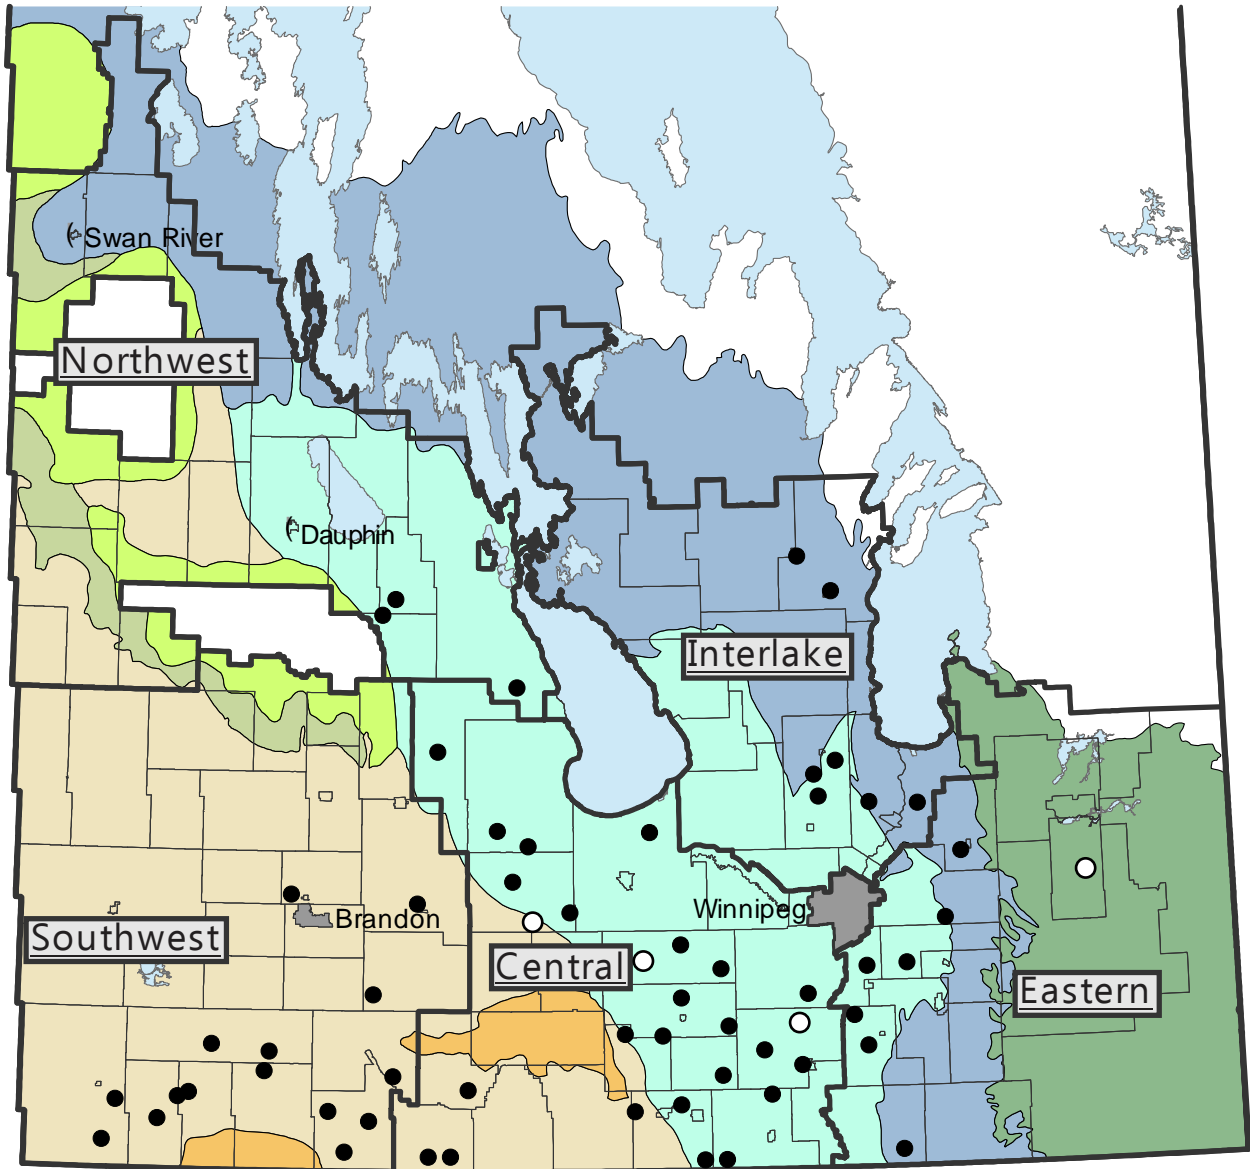 Swan River
Northwest
Dauphin
Interlake
Winnipeg
Brandon
Southwest
Central
Eastern